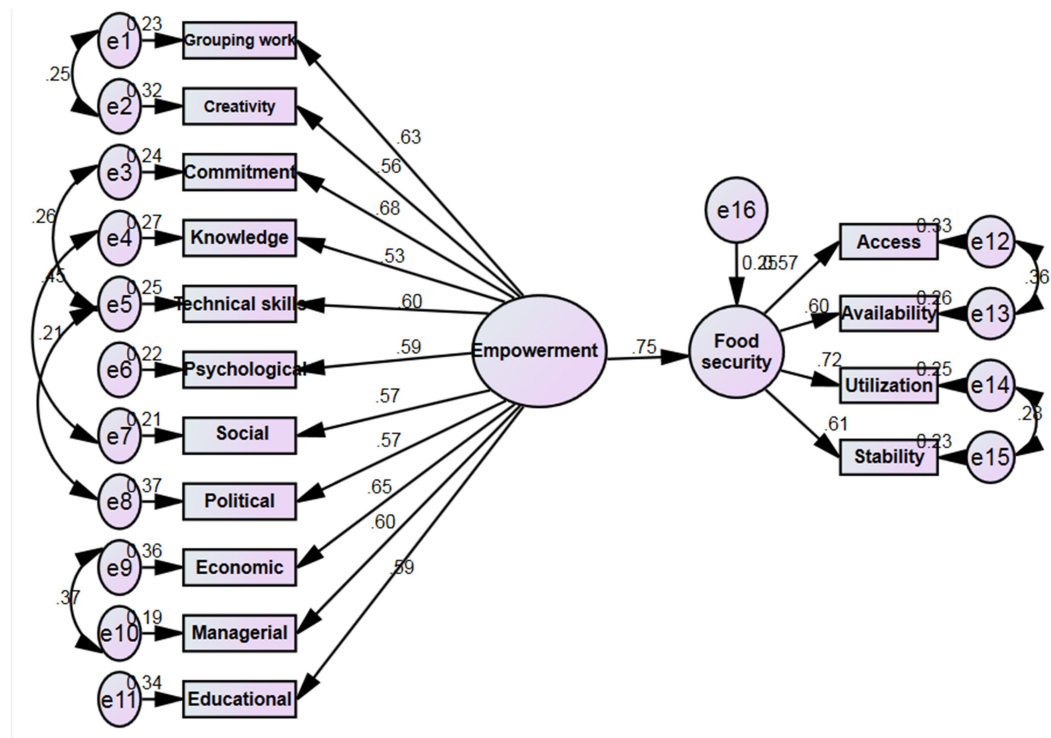 e1 0.23 Grouping work
.25
e2 0.32 Creativity
.63
.56
e3 0.24 Commitment
.68
.26
e4 0.27 Knowledge
.53
.45
e5 0.25 Technical skills
.60
.21
e6 0.22 Psychological
.59
e7 0.21 Social
.57
e8 0.37 Political
.57
e9 0.36 Economic
.65
.37
e10 0.19 Managerial
.60
e11 0.34 Educational
.59
Empowerment
.75
e16
Food
security
.57
Access 0.33 e12
.36
.60
Availability 0.26 e13
.72
Utilization 0.25 e14
.28
.61
Stability 0.23 e15